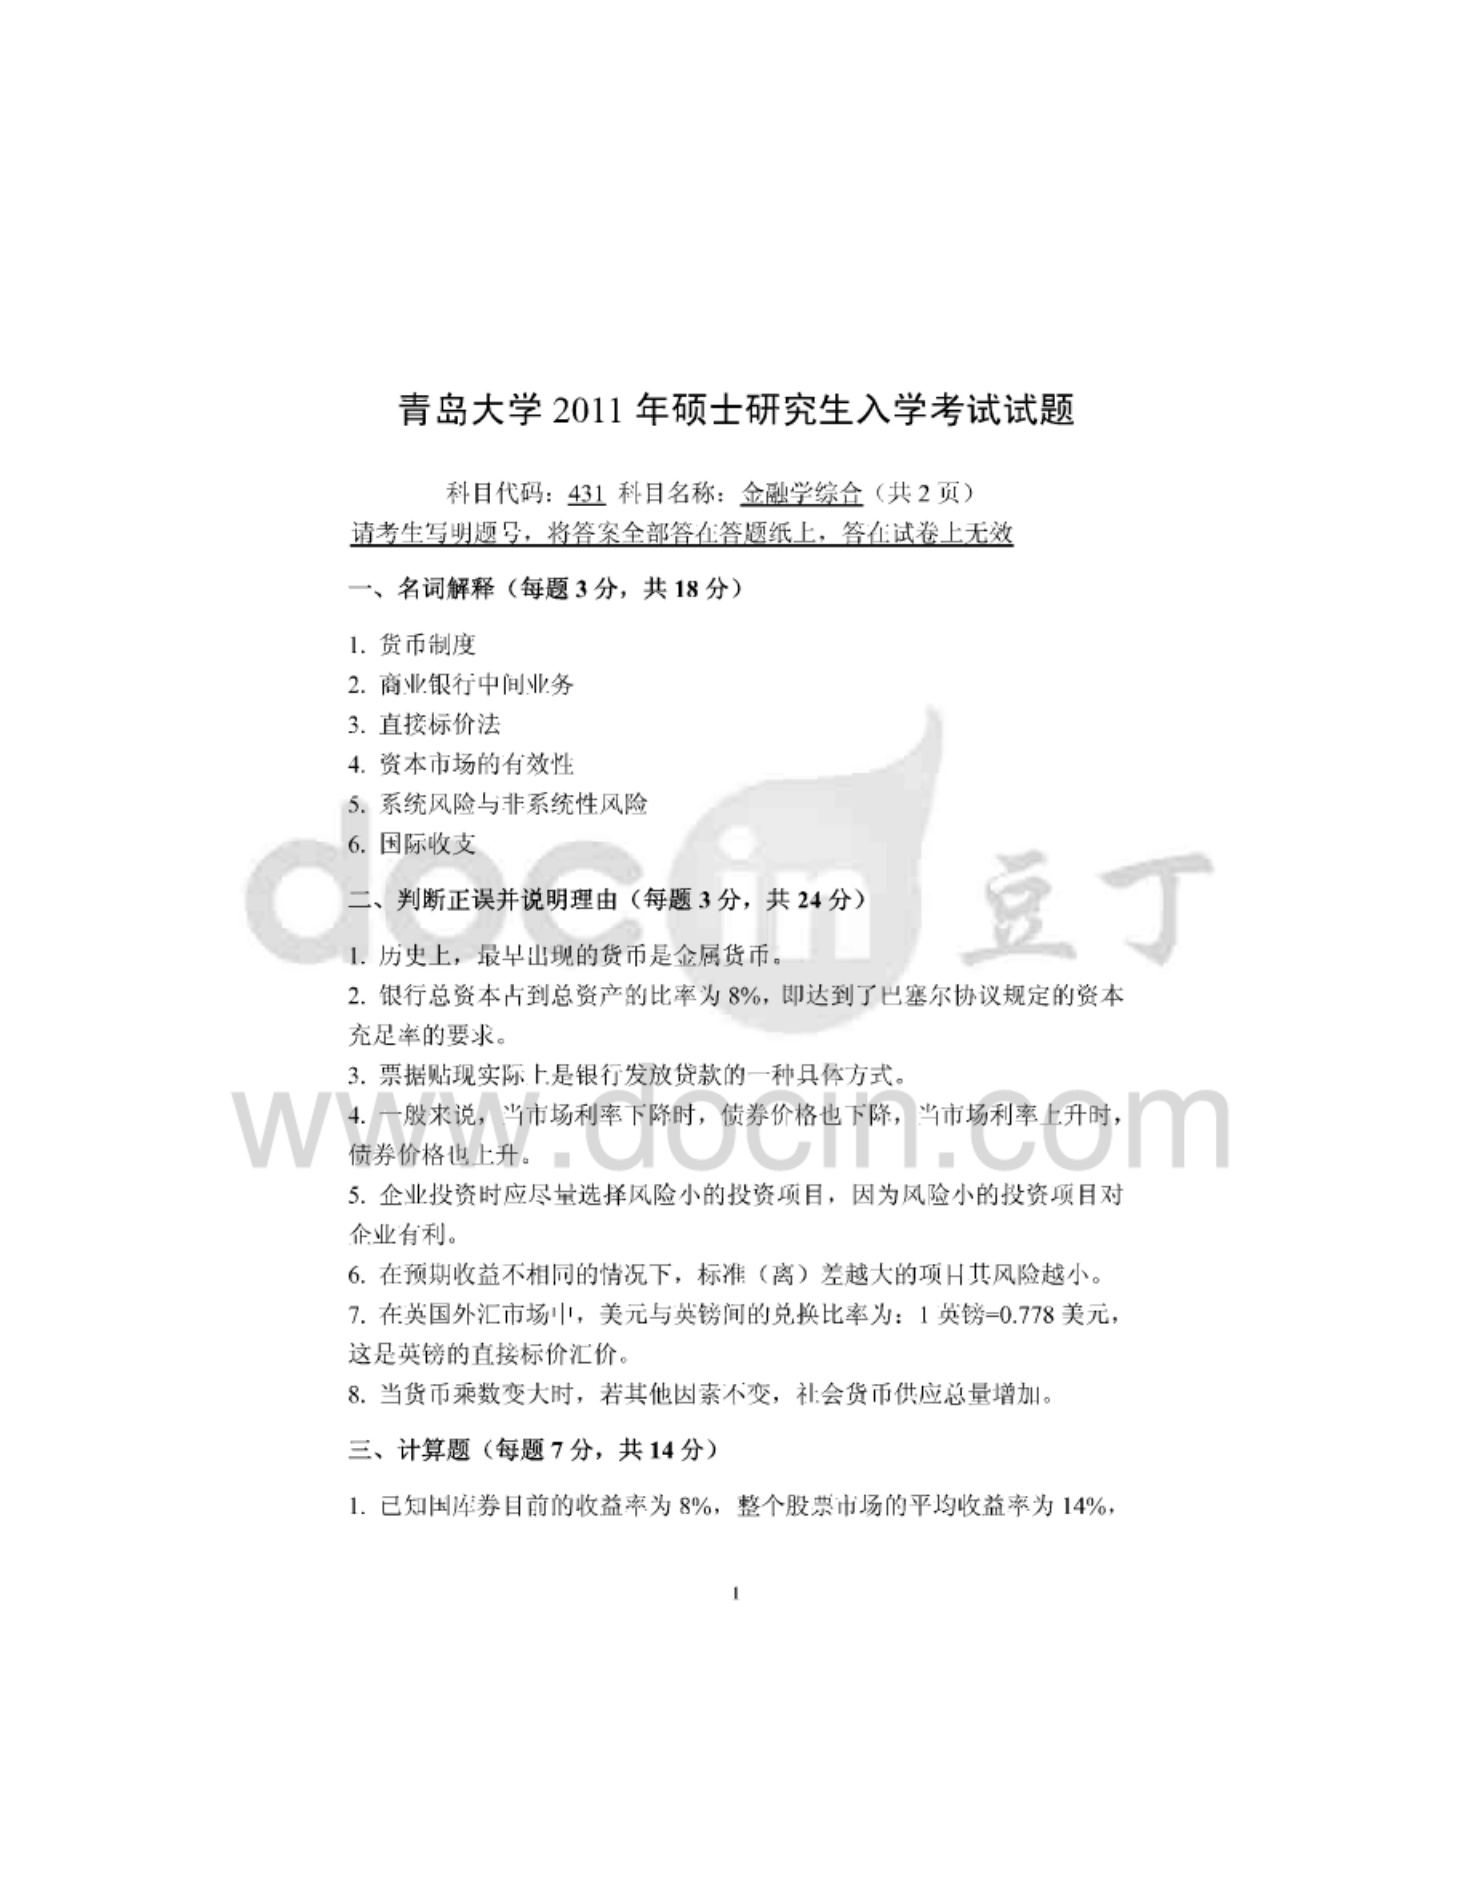 青岛大学 2011 年硕士研究生入学考试试题
科目代码：431 科目名称：金融学综合（共 2 页）
请考生写明题号，将答案全部答在答题纸上，答在试卷上无效
一、名词解释（每题 3 分，共 18 分）
1. 货币制度
2. 商业银行中间业务
3. 直接标价法
4. 资本市场的有效性
5. 系统风险与非系统性风险
6. 国际收支
二、判断正误并说明理由（每题 3 分，共 24 分）
1. 历史上，最早出现的货币是金属货币。
2. 银行总资本占到总资产的比率为 8%，即达到了巴塞尔协议规定的资本
充足率的要求。
3. 票据贴现实际上是银行发放贷款的一种具体方式。
4. 一般来说，当市场利率下降时，债券价格也下降，当市场利率上升时，
债券价格也上升。
5. 企业投资时应尽量选择风险小的投资项目，因为风险小的投资项目对
企业有利。
6. 在预期收益不相同的情况下，标准（离）差越大的项目其风险越小。
7. 在英国外汇市场中，美元与英镑间的兑换比率为：1 英镑=0.778 美元，
这是英镑的直接标价汇价。
8. 当货币乘数变大时，若其他因素不变，社会货币供应总量增加。
三、计算题（每题 7 分，共 14 分）
1. 已知国库券目前的收益率为 8%，整个股票市场的平均收益率为 14%，
1
docin 豆丁
www.docin.com